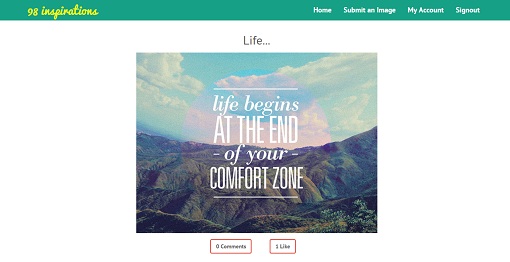 98 inspirations
Home Submit an Image My Account Signout
Life...
life begins
AT THE END
- of your -
COMFORT ZONE
0 Comments 1 Like